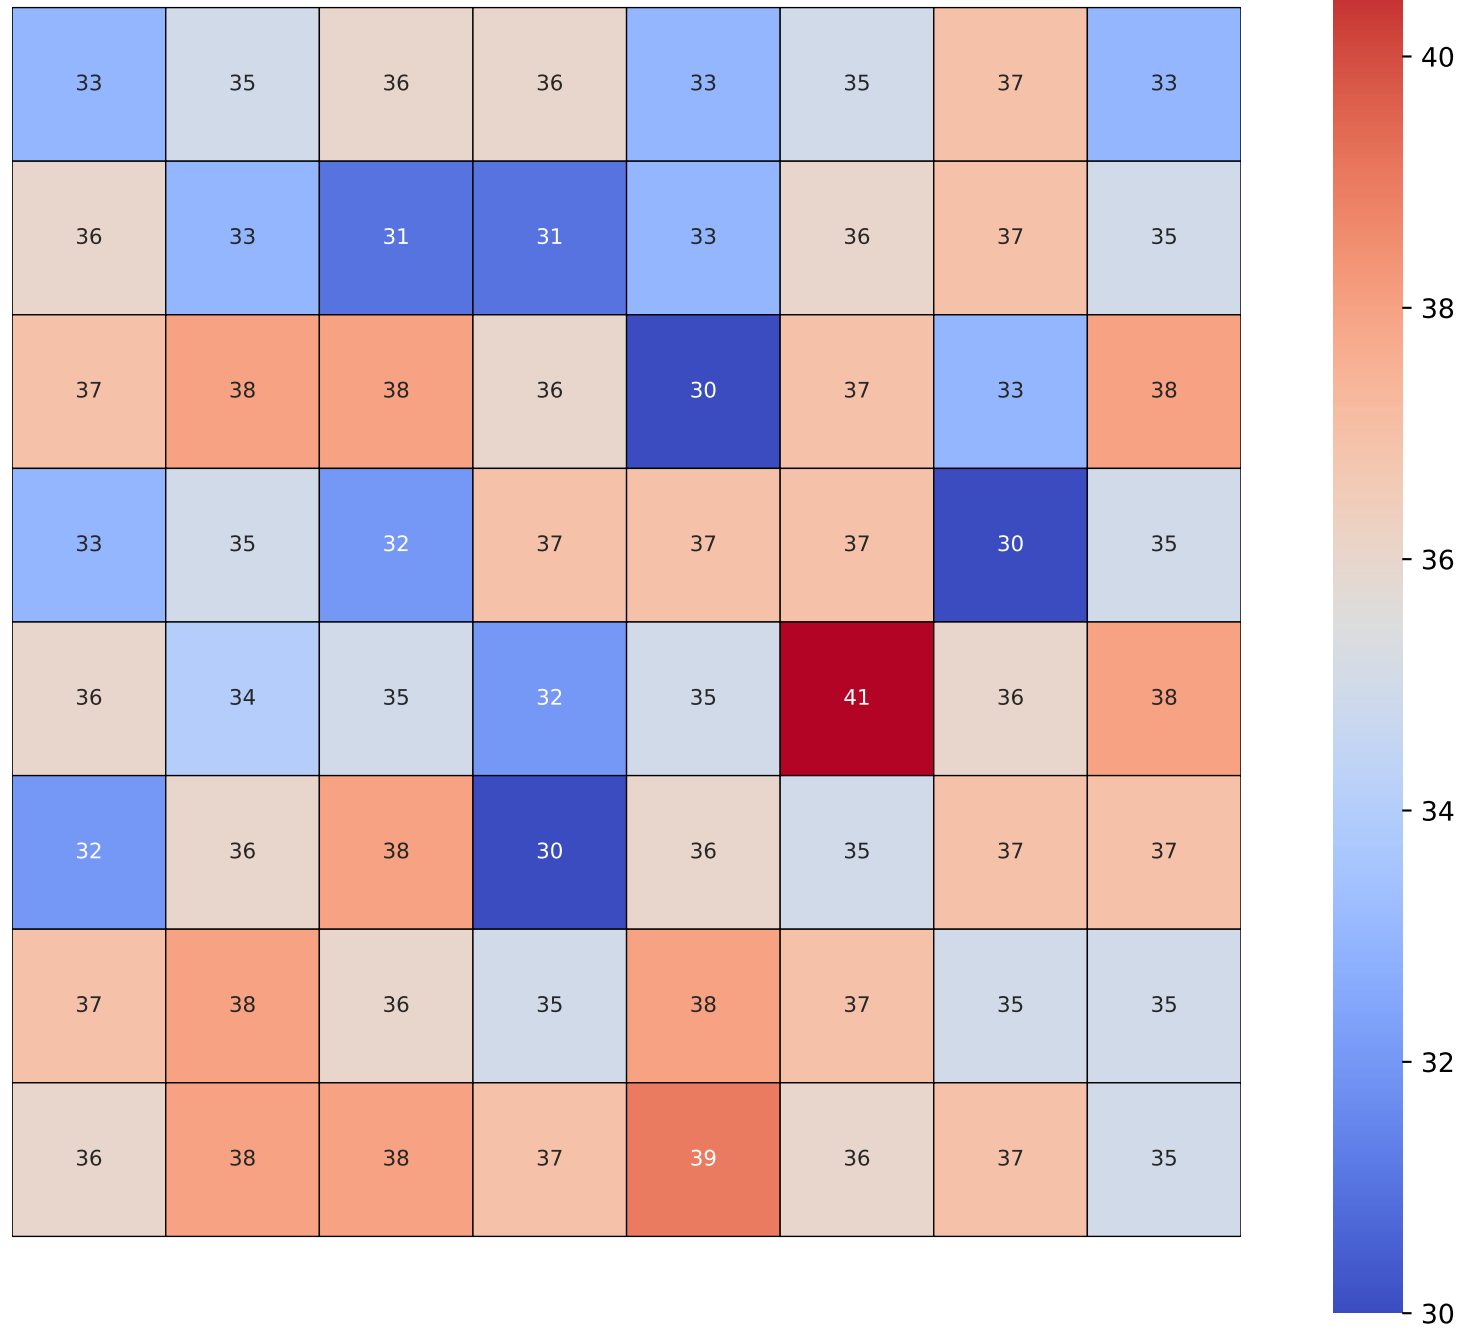 33 35 36 36 33 35 37 33
36 33 31 31 33 36 37 35
37 38 38 36 30 37 33 38
33 35 32 37 37 37 30 35
36 34 35 32 35 41 36 38
32 36 38 30 36 35 37 37
37 38 36 35 38 37 35 35
36 38 38 37 39 36 37 35
40
38
36
34
32
30